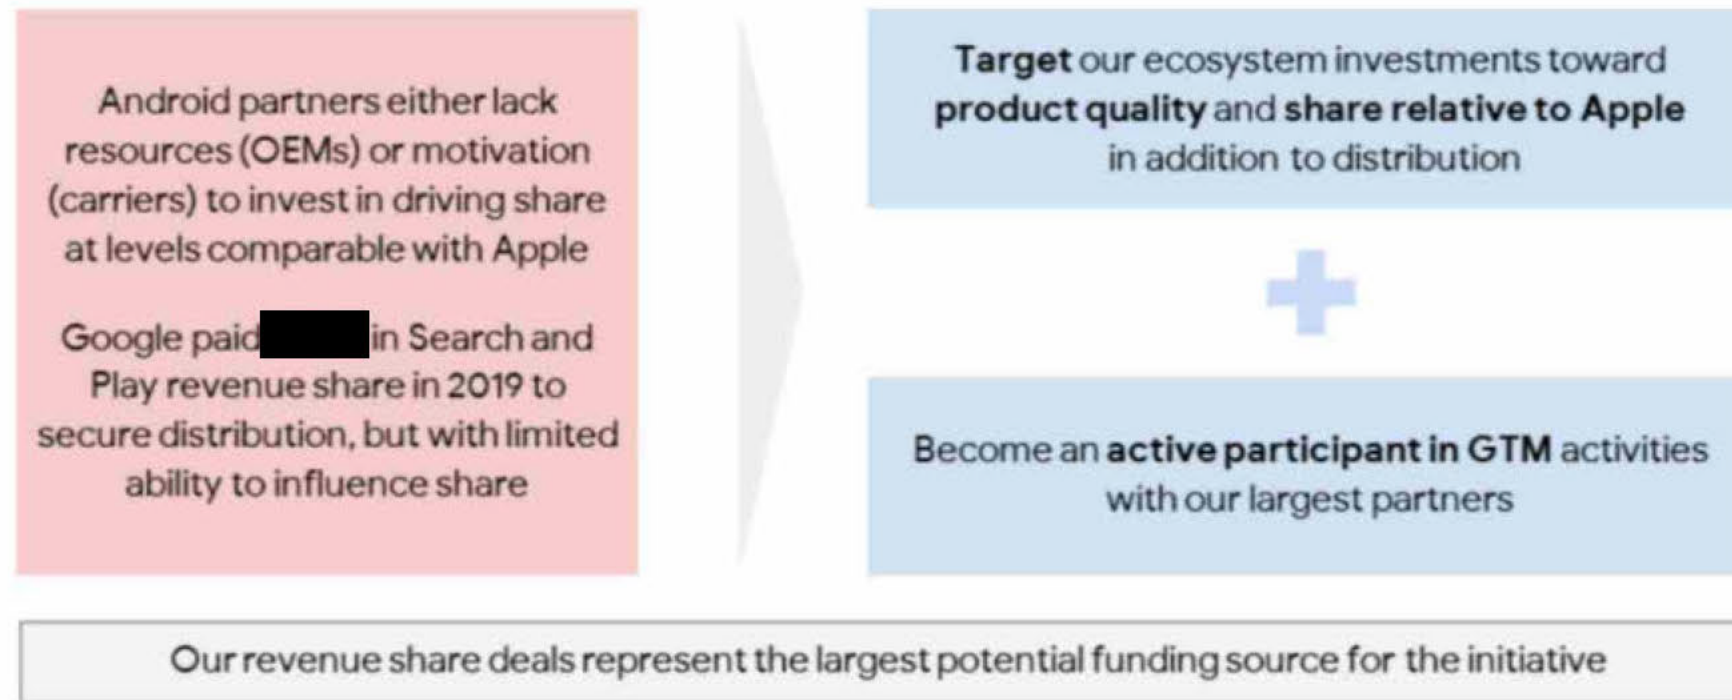 Android partners either lack
resources (OEMs) or motivation
(carriers) to invest in driving share
at levels comparable with Apple
Google paid in Search and
Play revenue share in 2019 to
secure distribution, but with limited
ability to influence share
Target our ecosystem investments toward
product quality and share relative to Apple
in addition to distribution
Become an active participant in GTM activities
with our largest partners
Our revenue share deals represent the largest potential funding source for the initiative